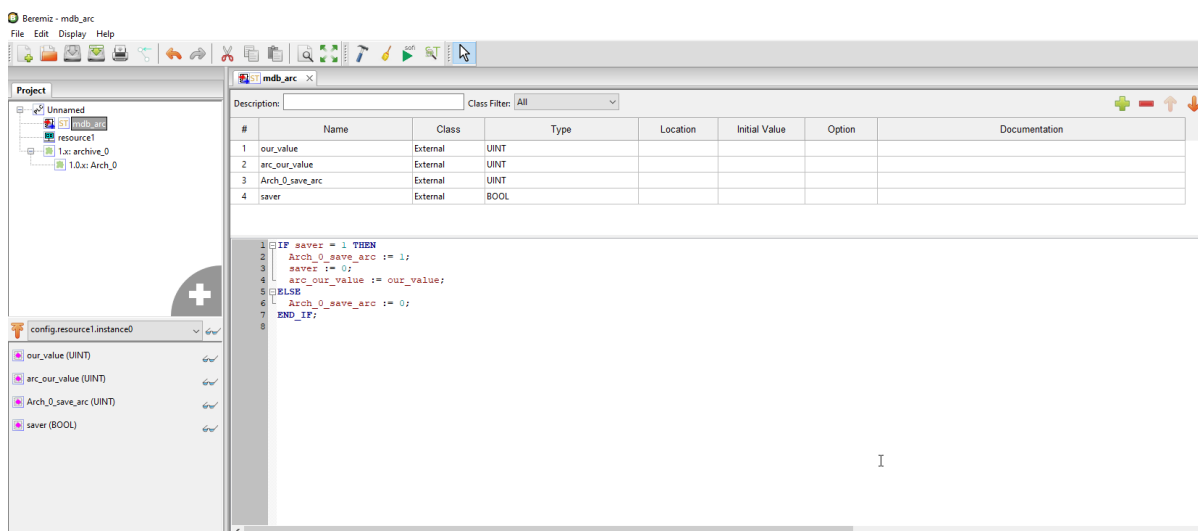 Beremiz - mdb_arc
File Edit Display Help
soft
ST
ST mdb_arc
Project
Description: Class Filter: All
Unnamed
ST mdb_arc
resource1
1.x: archive_0
1.0.x: Arch_0
# Name Class Type Location Initial Value Option Documentation
1 our_value External UINT
2 arc_our_value External UINT
3 Arch_0_save_arc External UINT
4 saver External BOOL
1 IF saver = 1 THEN
2 Arch_0_save_arc := 1;
3 saver := 0;
4 arc_our_value := our_value;
5 ELSE
6 Arch_0_save_arc := 0;
7 END_IF;
8
config.resource1.instance0
our_value (UINT)
arc_our_value (UINT)
Arch_0_save_arc (UINT)
saver (BOOL)